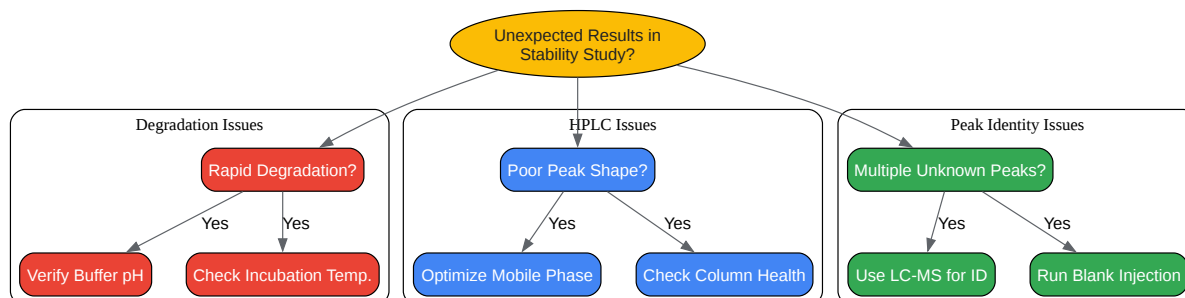 Unexpected Results in
Stability Study?
Degradation Issues
HPLC Issues
Peak Identity Issues
Rapid Degradation?
Poor Peak Shape?
Multiple Unknown Peaks?
Yes
Yes
Yes
Yes
Yes
Yes
Verify Buffer pH
Check Incubation Temp.
Optimize Mobile Phase
Check Column Health
Use LC-MS for ID
Run Blank Injection